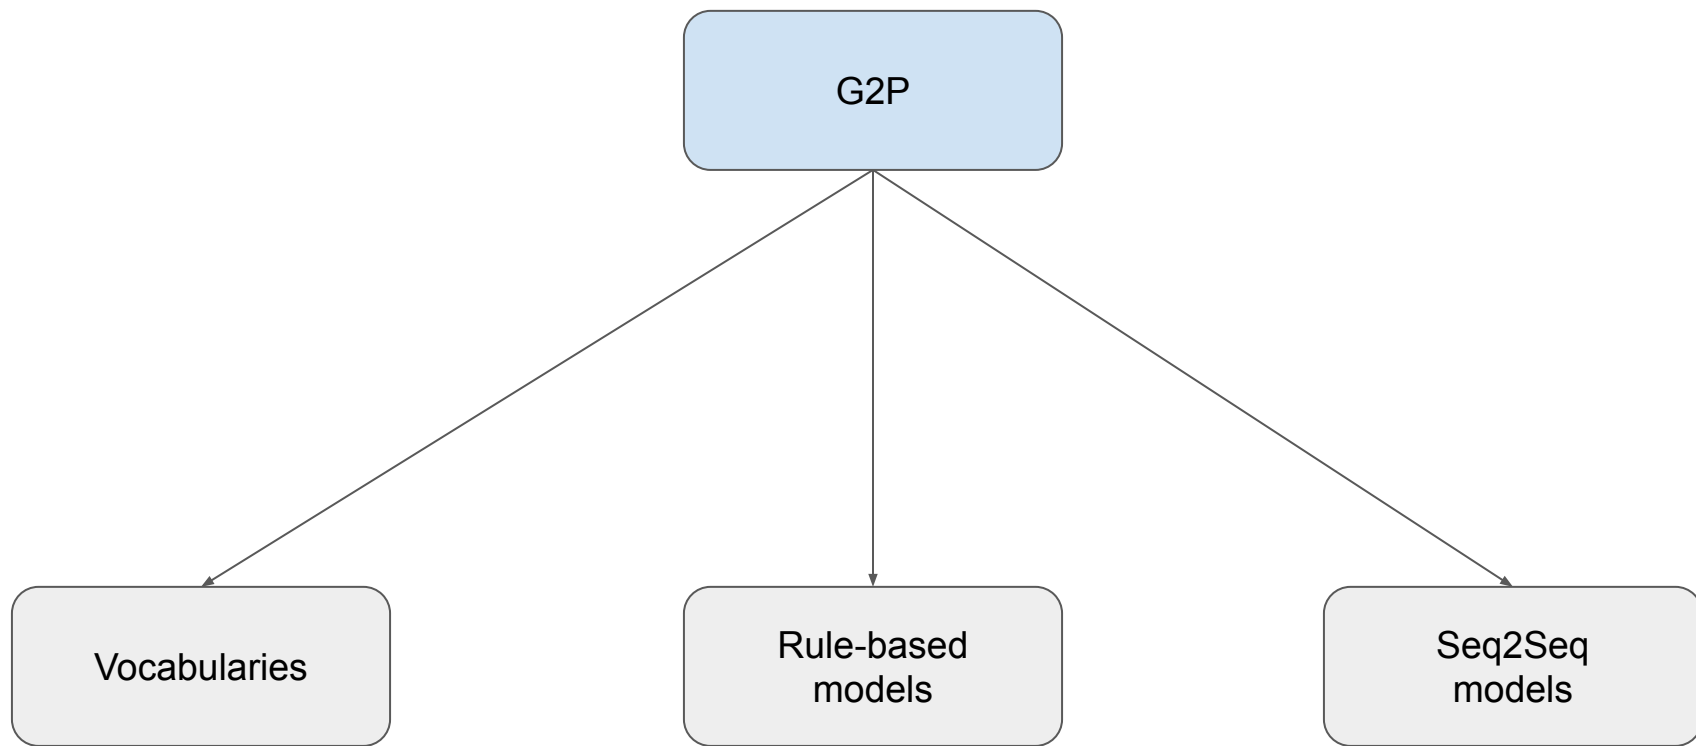 G2P
Vocabularies
Rule-based
models
Seq2Seq
models